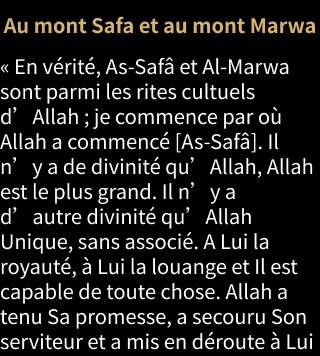 Au mont Safa et au mont Marwa
« En vérité, As-Safâ et Al-Marwa
sont parmi les rites cultuels
d’Allah ; je commence par où
Allah a commencé [As-Safâ]. Il
n’y a de divinité qu’Allah, Allah
est le plus grand. Il n’y a
d’autre divinité qu’Allah
Unique, sans associé. A Lui la
royauté, à Lui la louange et Il est
capable de toute chose. Allah a
tenu Sa promesse, a secouru Son
serviteur et a mis en déroute à Lui